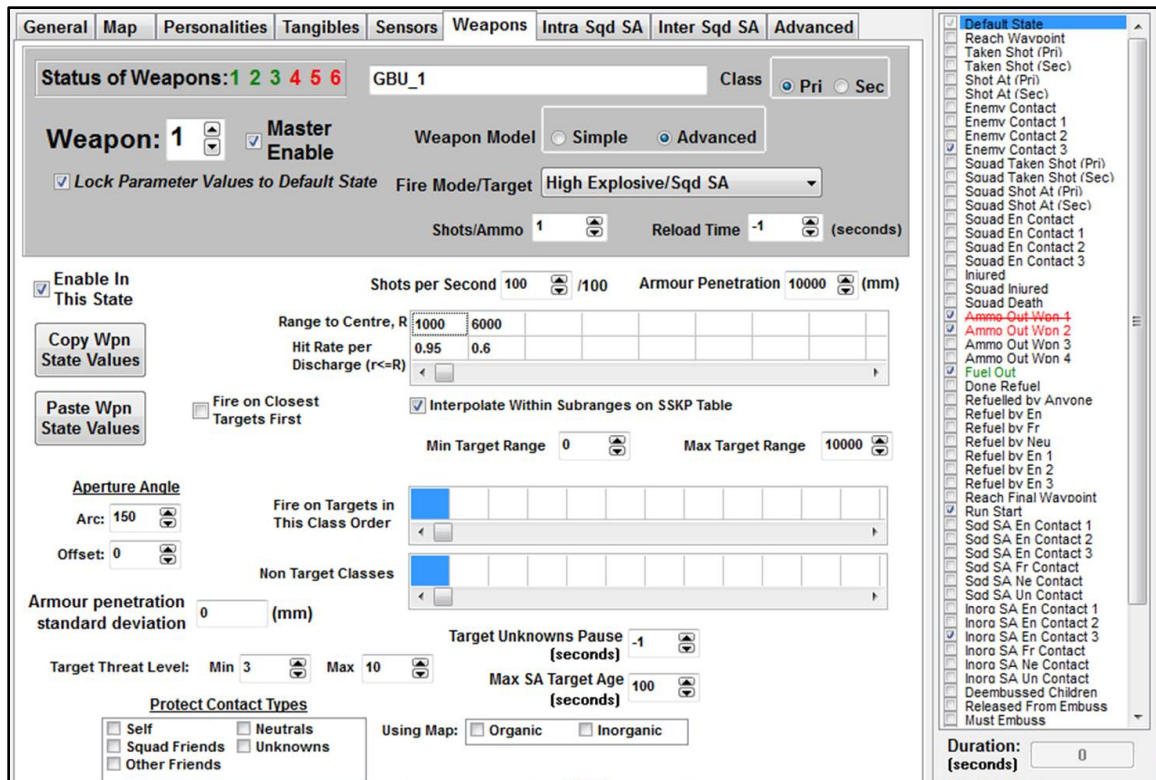 General Map Personalities Tangibles Sensors Weapons Intra Sqd SA Inter Sqd SA Advanced
Status of Weapons:1 2 3 4 5 6 GBU_1 Class Pri Sec
Weapon: 1 Master Enable Weapon Model Simple Advanced
Lock Parameter Values to Default State Fire Mode/Target High Explosive/Sqd SA
Shots/Ammo 1 Reload Time -1 (seconds)
Enable In This State Shots per Second 100 /100 Armour Penetration 10000 (mm)
Copy Wpn State Values
Range to Centre, R 1000 6000
Hit Rate per Discharge (r<=R) 0.95 0.6
Paste Wpn State Values
Fire on Closest Targets First Interpolate Within Subranges on SSKP Table
Min Target Range 0 Max Target Range 10000
Aperture Angle
Arc: 150
Offset: 0
Fire on Targets in This Class Order
Non Target Classes
Armour penetration standard deviation 0 (mm)
Target Unknowns Pause (seconds) -1
Target Threat Level: Min 3 Max 10
Max SA Target Age (seconds) 100
Protect Contact Types
Self Neutrals
Squad Friends Unknowns
Other Friends
Using Map: Organic Inorganic
Default State
Reach Waypoint
Taken Shot (Pri)
Taken Shot (Sec)
Shot At (Pri)
Shot At (Sec)
Enemy Contact
Enemy Contact 1
Enemy Contact 2
Enemy Contact 3
Squad Taken Shot (Pri)
Squad Taken Shot (Sec)
Squad Shot At (Pri)
Squad Shot At (Sec)
Squad En Contact
Squad En Contact 1
Squad En Contact 2
Squad En Contact 3
Injured
Squad Injured
Squad Death
Ammo Out Wpn 1
Ammo Out Wpn 2
Ammo Out Wpn 3
Ammo Out Wpn 4
Fuel Out
Done Refuel
Refuelled by Anyone
Refuel by En
Refuel by Fr
Refuel by Neu
Refuel by En 1
Refuel by En 2
Refuel by En 3
Reach Final Waypoint
Run Start
Sqd SA En Contact 1
Sqd SA En Contact 2
Sqd SA En Contact 3
Sqd SA Fr Contact
Sqd SA Ne Contact
Sqd SA Un Contact
Inorg SA En Contact 1
Inorg SA En Contact 2
Inorg SA En Contact 3
Inorg SA Fr Contact
Inorg SA Ne Contact
Inorg SA Un Contact
Deembussed Children
Released From Embuss
Must Embuss
Duration: (seconds) 0